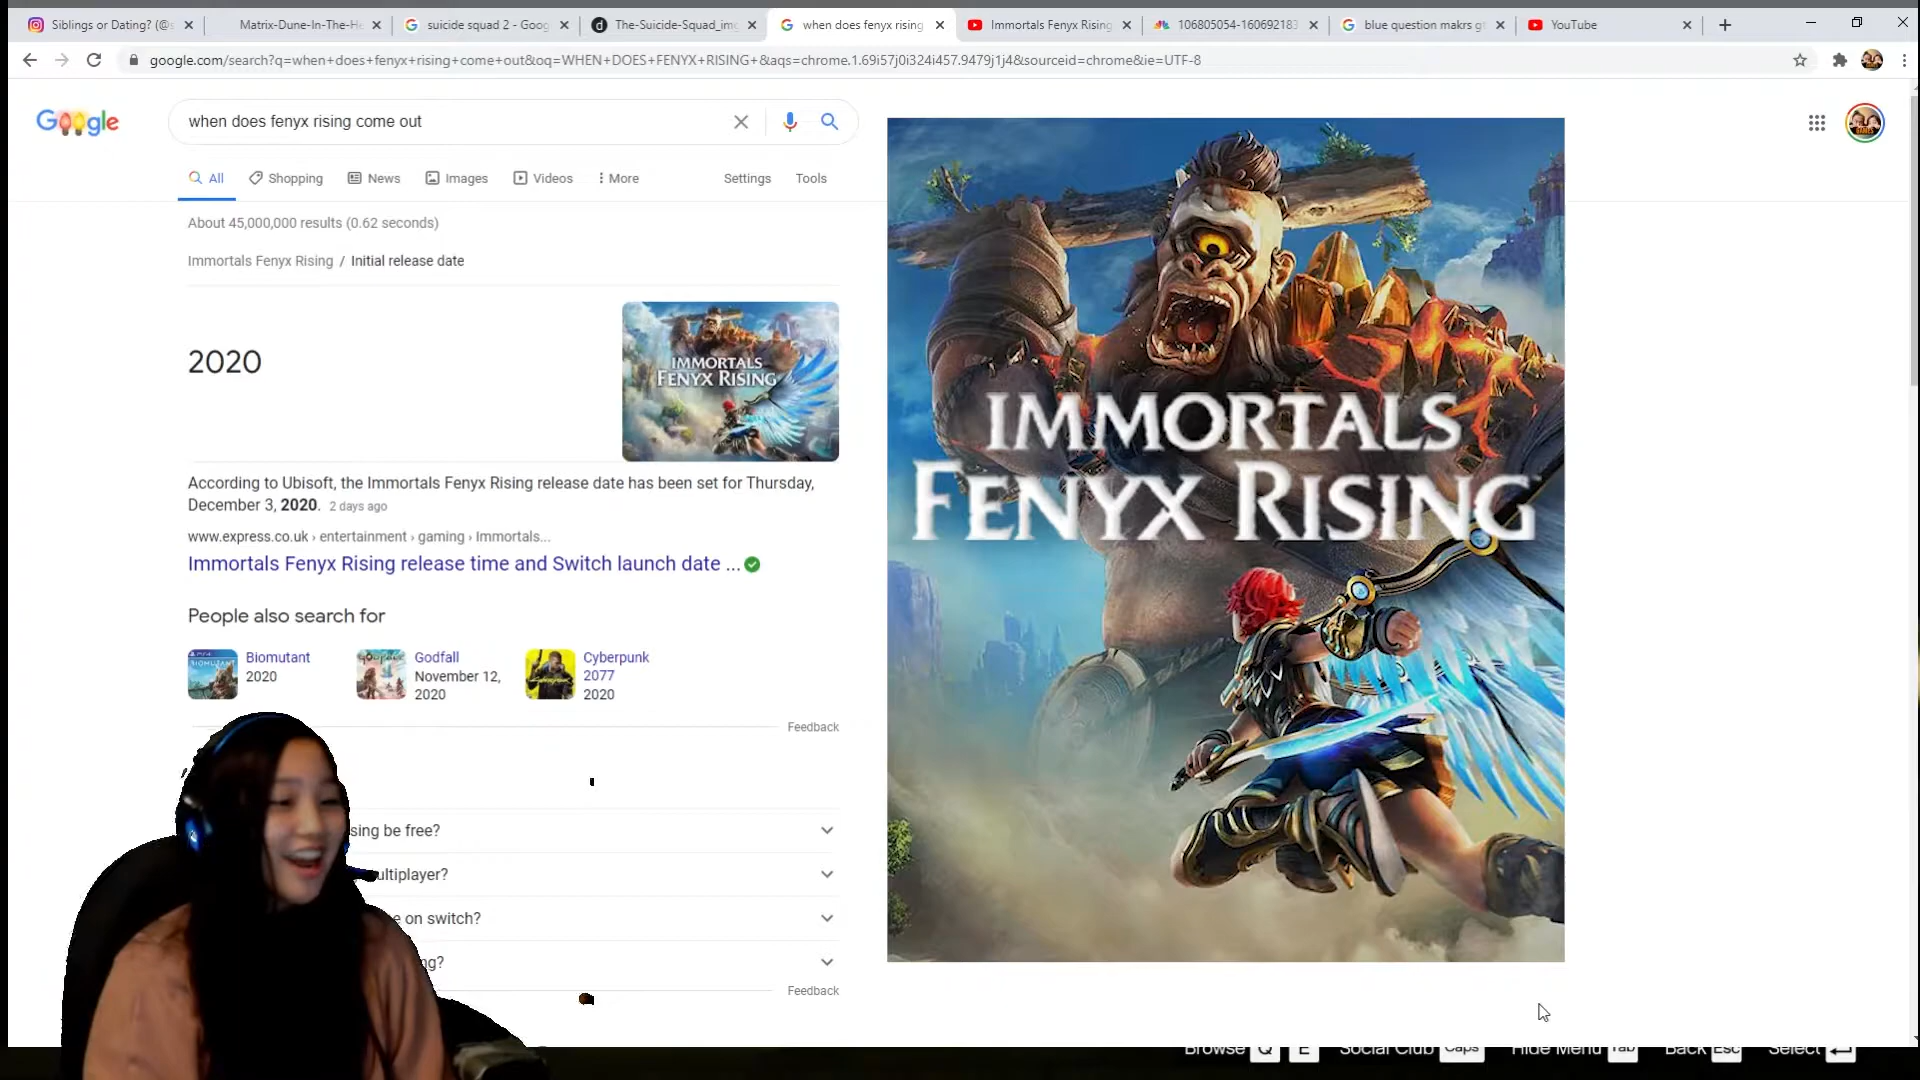 Siblings or Dating? (@s
Matrix-Dune-In-The-He
suicide squad 2 - Goog
The-Suicide-Squad_im
when does fenyx rising
Immortals Fenyx Rising
106805054-160692183
blue question makrs g
YouTube
google.com/search?q=when+does+fenyx+rising+come+out&oq=WHEN+DOES+FENYX+RISING+&aqs=chrome.1.69i57j0i324i457.9479j1j4&sourceid=chrome&ie=UTF-8
Google
when does fenyx rising come out
All
Shopping
News
Images
Videos
More
Settings
Tools
About 45,000,000 results (0.62 seconds)
Immortals Fenyx Rising / Initial release date
2020
IMMORTALS
FENYX RISING
According to Ubisoft, the Immortals Fenyx Rising release date has been set for Thursday,
December 3, 2020. 2 days ago
www.express.co.uk › entertainment › gaming › Immortals...
Immortals Fenyx Rising release time and Switch launch date ...
People also search for
Biomutant
2020
Godfall
November 12,
2020
Cyberpunk
2077
2020
Feedback
sing be free?
ultiplayer?
e on switch?
ng?
Feedback
IMMORTALS
FENYX RISING
Browse Q E Social Club Caps Hide Menu Tab Back Esc Select